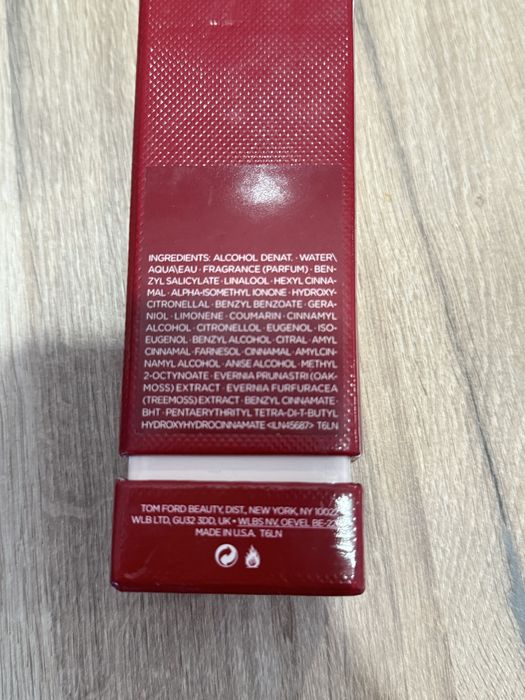 INGREDIENTS: ALCOHOL DENAT. · WATER\
AQUA\EAU · FRAGRANCE (PARFUM) · BEN-
ZYL SALICYLATE · LINALOOL · HEXYL CINNA-
MAL · ALPHA-ISOMETHYL IONONE · HYDROXY-
CITRONELLAL · BENZYL BENZOATE · GERA-
NIOL · LIMONENE · COUMARIN · CINNAMYL
ALCOHOL · CITRONELLOL · EUGENOL · ISO-
EUGENOL · BENZYL ALCOHOL · CITRAL · AMYL
CINNAMAL · FARNESOL · CINNAMAL · AMYLCIN-
NAMYL ALCOHOL · ANISE ALCOHOL · METHYL
2-OCTYNOATE · EVERNIA PRUNASTRI (OAK-
MOSS) EXTRACT · EVERNIA FURFURACEA
(TREEMOSS) EXTRACT · BENZYL CINNAMATE ·
BHT · PENTAERYTHRITYL TETRA-DI-T-BUTYL
HYDROXYHYDROCINNAMATE <ILN45687> T6LN
TOM FORD BEAUTY, DIST., NEW YORK, NY 10022
WLB LTD, GU32 3DD, UK · WLBS NV, OEVEL
MADE IN U.S.A. T6LN